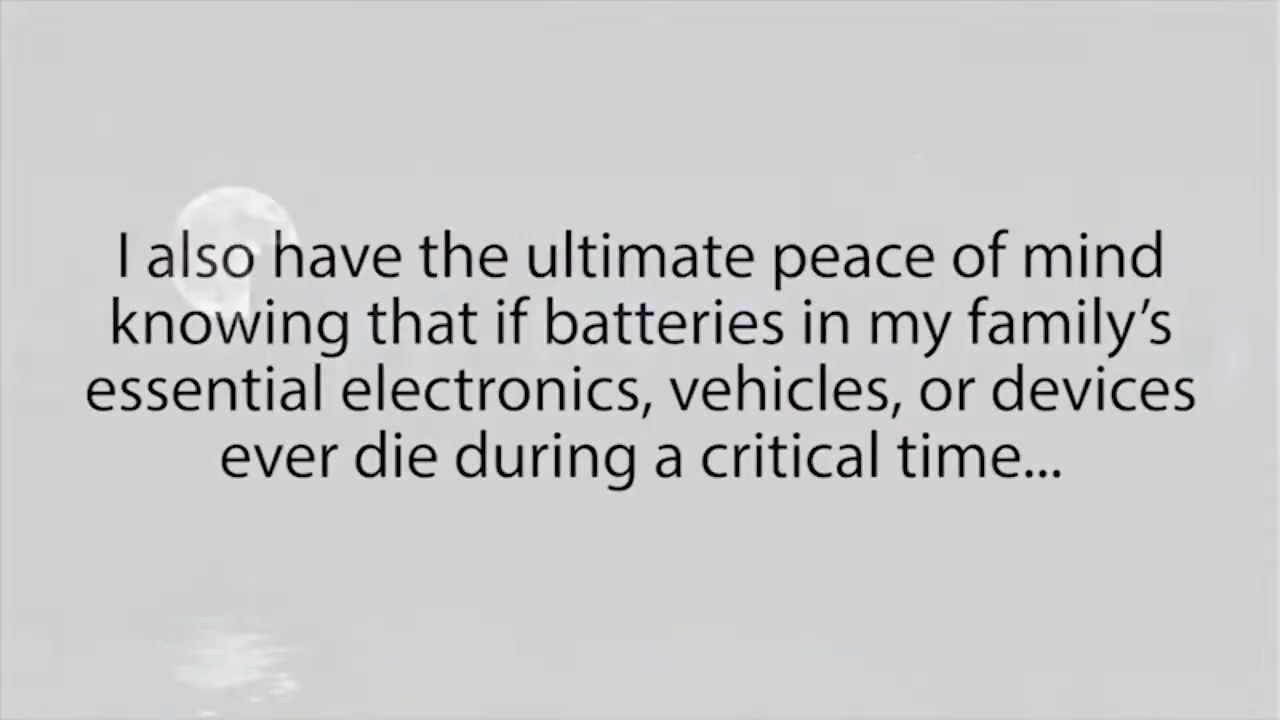 I also have the ultimate peace of mind
knowing that if batteries in my family’s
essential electronics, vehicles, or devices
ever die during a critical time...